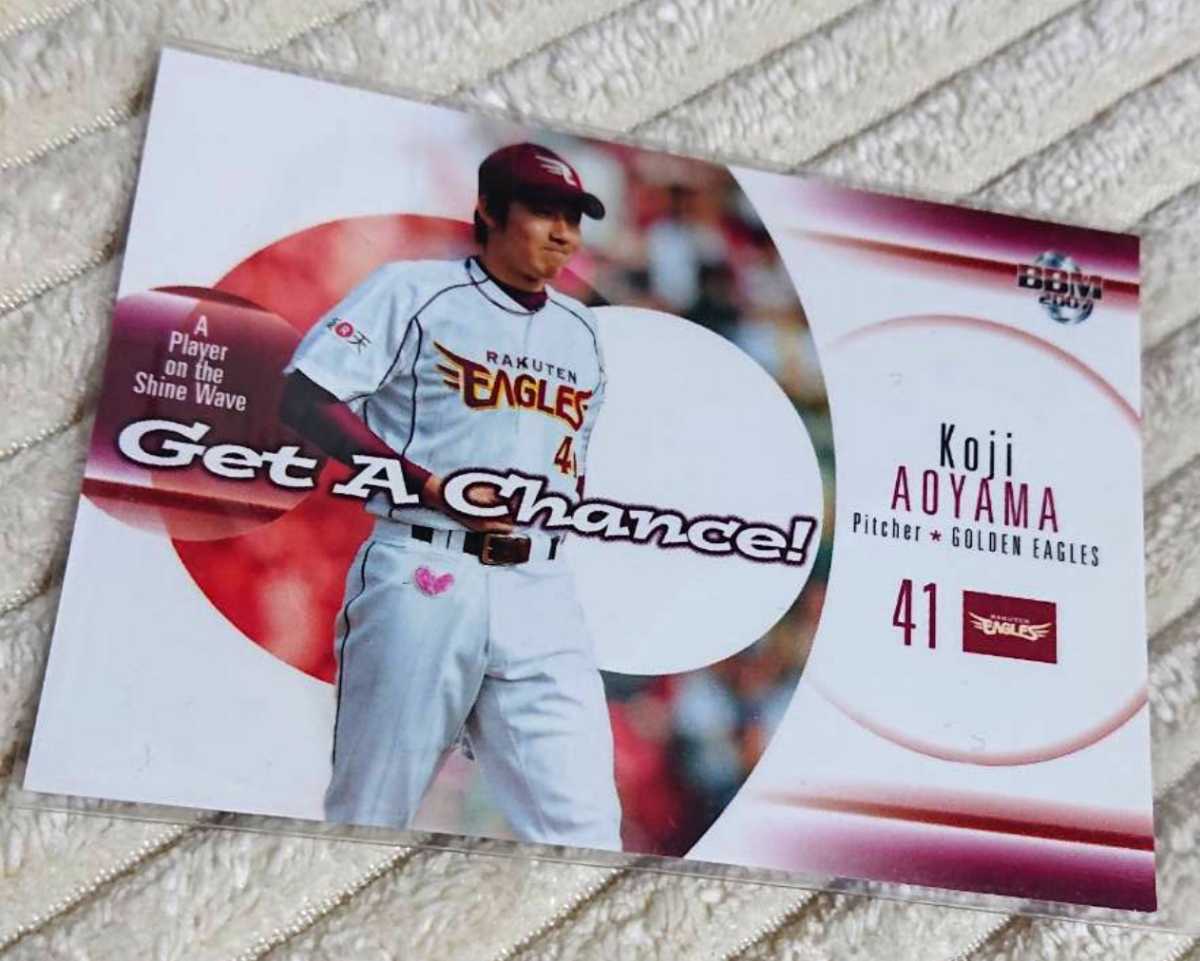 A
Player
on the
Shine Wave
Get A Chance!
楽天
RAKUTEN
EAGLES
BBM
Koji
AOYAMA
Pitcher ★ GOLDEN EAGLES
41
RAKUTEN
EAGLES